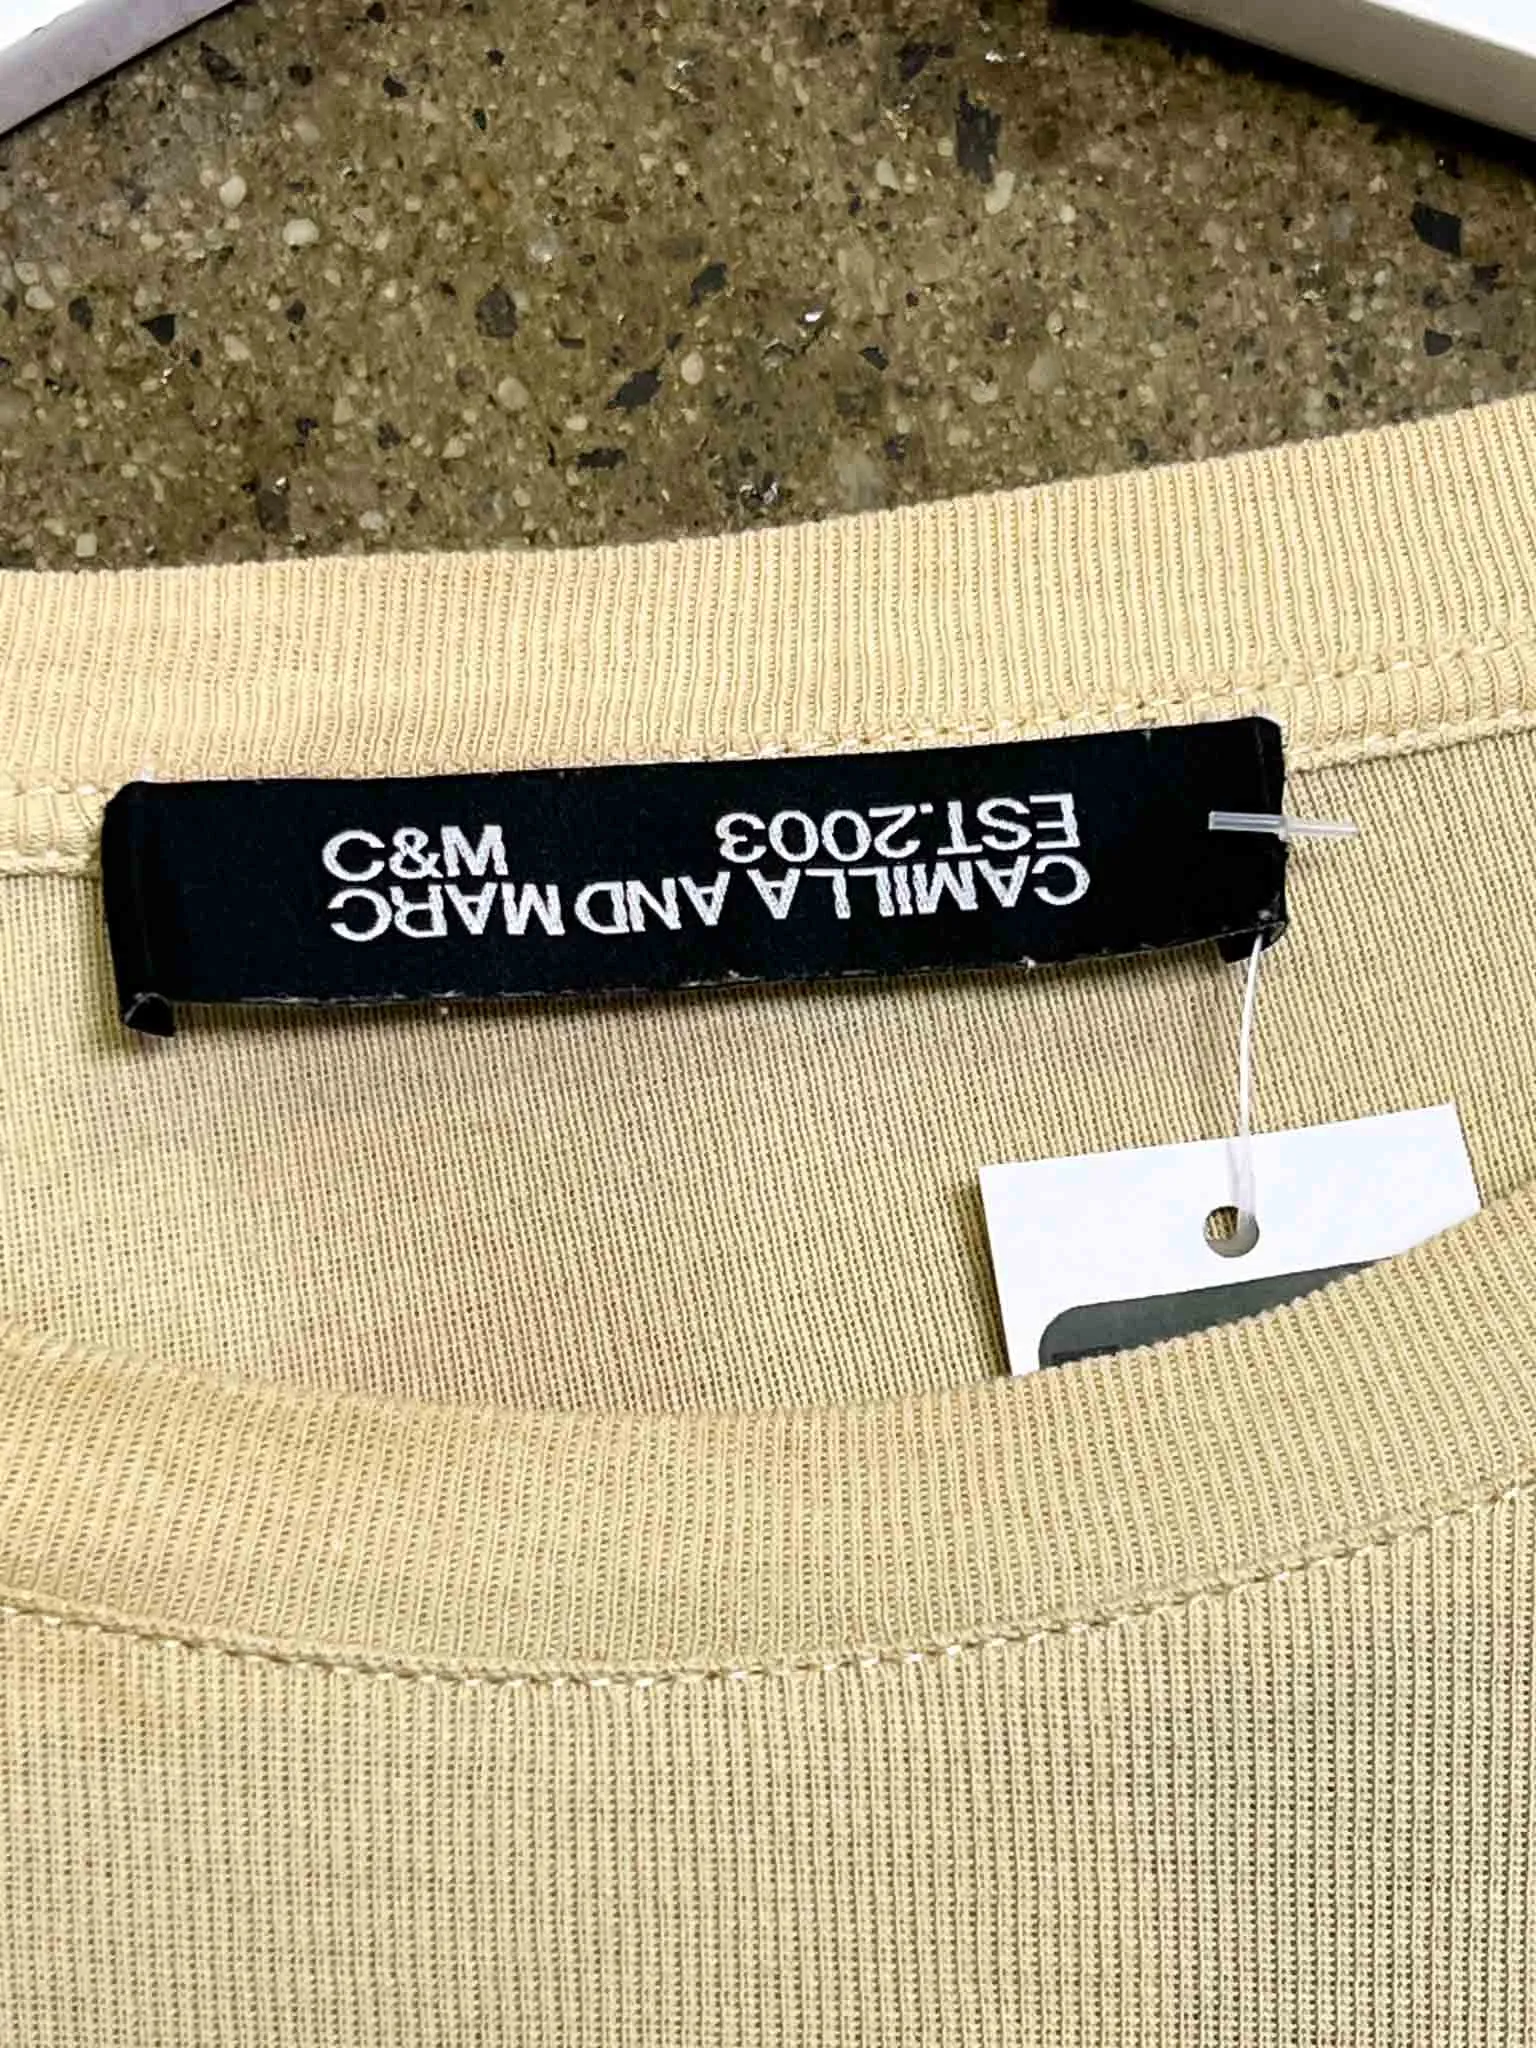 C&M
CAMILLA AND MARC
EST.2003